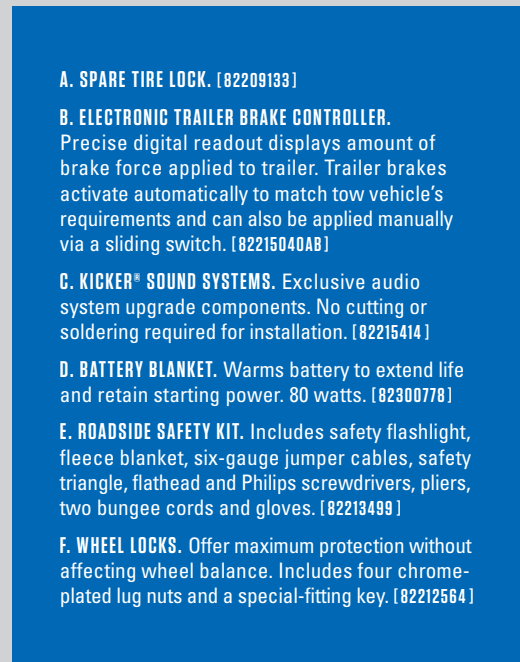 A. SPARE TIRE LOCK. [82209133]
B. ELECTRONIC TRAILER BRAKE CONTROLLER.
Precise digital readout displays amount of
brake force applied to trailer. Trailer brakes
activate automatically to match tow vehicle’s
requirements and can also be applied manually
via a sliding switch. [82215040AB]
C. KICKER® SOUND SYSTEMS. Exclusive audio
system upgrade components. No cutting or
soldering required for installation. [82215414]
D. BATTERY BLANKET. Warms battery to extend life
and retain starting power. 80 watts. [82300778]
E. ROADSIDE SAFETY KIT. Includes safety flashlight,
fleece blanket, six-gauge jumper cables, safety
triangle, flathead and Philips screwdrivers, pliers,
two bungee cords and gloves. [82213499]
F. WHEEL LOCKS. Offer maximum protection without
affecting wheel balance. Includes four chrome-
plated lug nuts and a special-fitting key. [82212564]